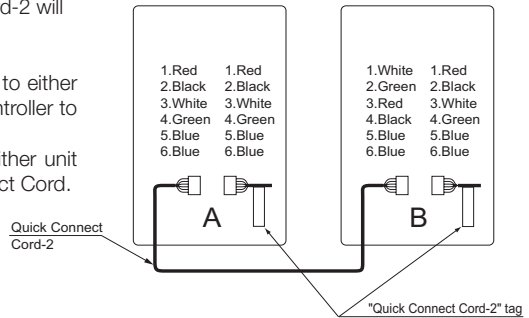 d-2 will
to either
ntroller to
ither unit
ct Cord.
1.Red 1.Red
2.Black 2.Black
3.White 3.White
4.Green 4.Green
5.Blue 5.Blue
6.Blue 6.Blue
A
1.White 1.Red
2.Green 2.Black
3.Red 3.White
4.Black 4.Green
5.Blue 5.Blue
6.Blue 6.Blue
B
Quick Connect
Cord-2
"Quick Connect Cord-2" tag